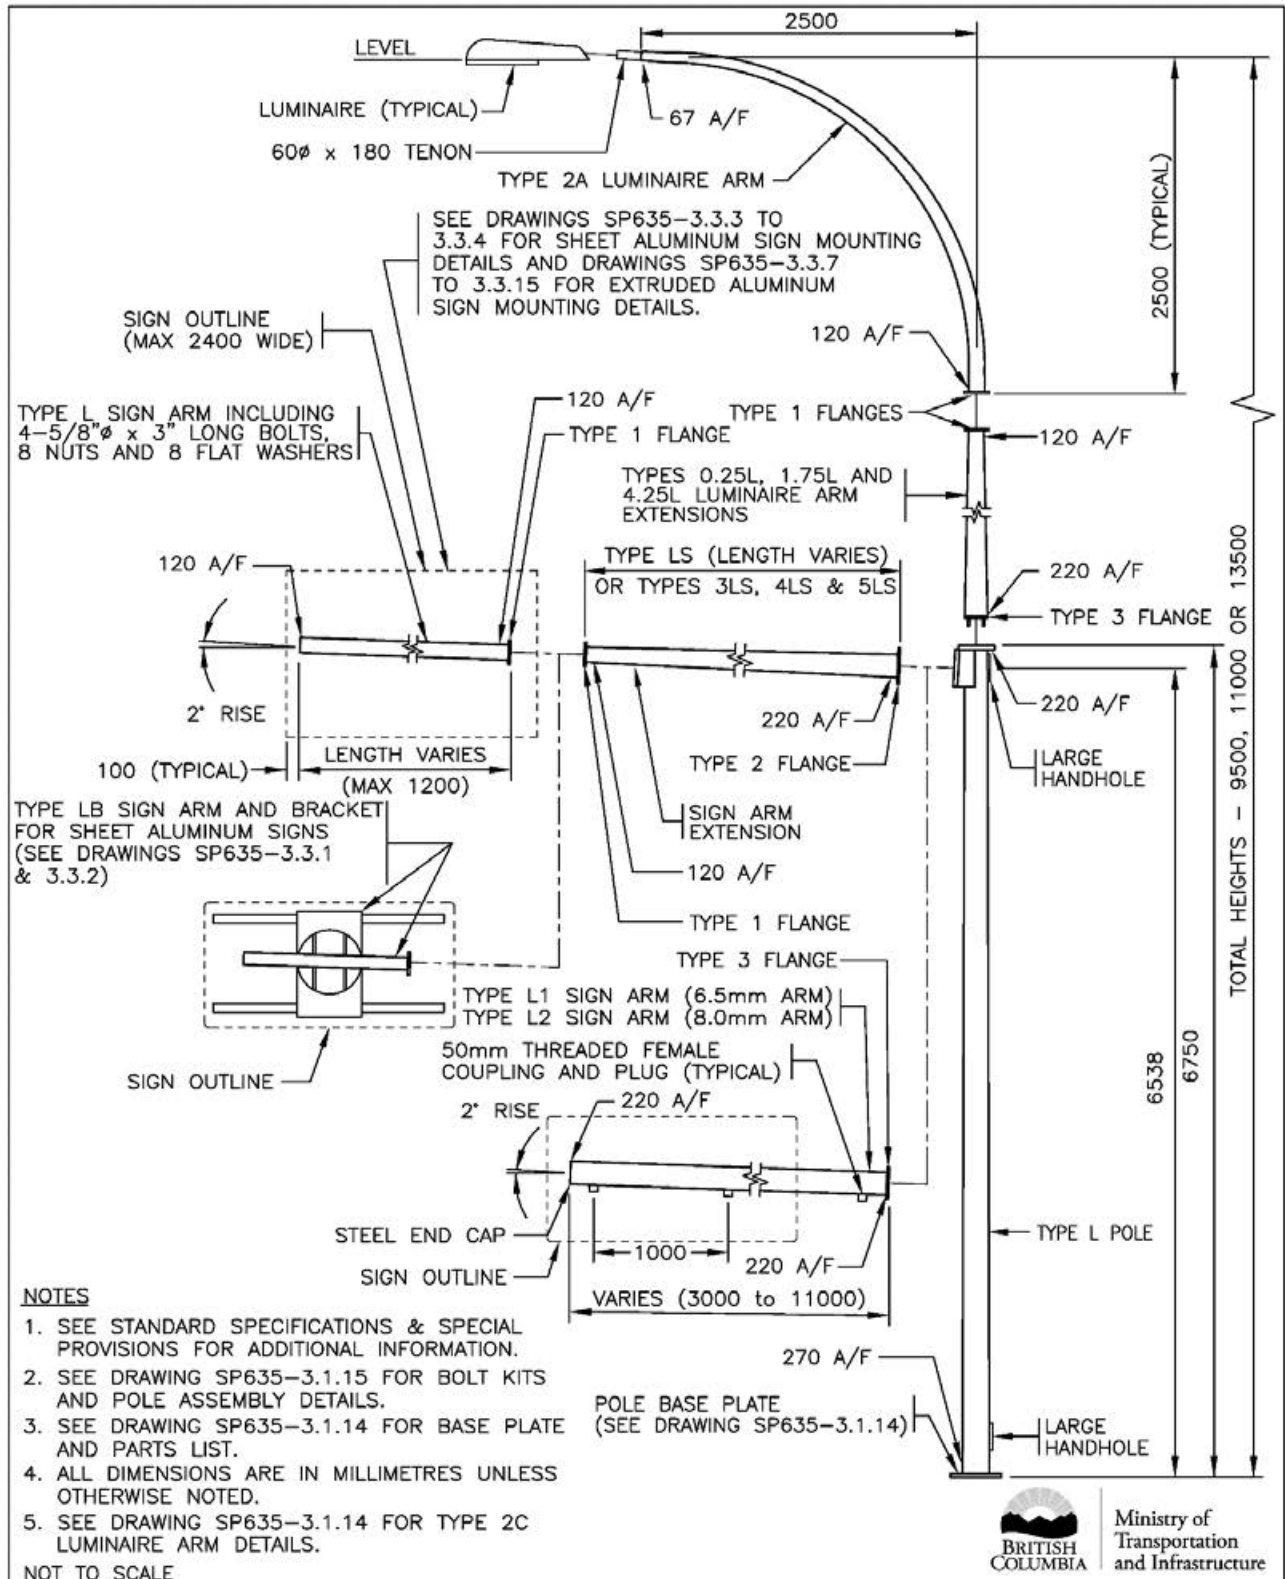 2500
LEVEL
LUMINAIRE (TYPICAL)
67 A/F
60ø x 180 TENON
TYPE 2A LUMINAIRE ARM
2500 (TYPICAL)
SEE DRAWINGS SP635-3.3.3 TO
3.3.4 FOR SHEET ALUMINUM SIGN MOUNTING
DETAILS AND DRAWINGS SP635-3.3.7
TO 3.3.15 FOR EXTRUDED ALUMINUM
SIGN MOUNTING DETAILS.
SIGN OUTLINE
(MAX 2400 WIDE)
120 A/F
TYPE L SIGN ARM INCLUDING
4-5/8"ø x 3" LONG BOLTS,
8 NUTS AND 8 FLAT WASHERS
120 A/F
TYPE 1 FLANGE
TYPE 1 FLANGES
120 A/F
TYPES 0.25L, 1.75L AND
4.25L LUMINAIRE ARM
EXTENSIONS
120 A/F
TYPE LS (LENGTH VARIES)
OR TYPES 3LS, 4LS & 5LS
220 A/F
TYPE 3 FLANGE
2° RISE
220 A/F
220 A/F
100 (TYPICAL)
LENGTH VARIES
(MAX 1200)
TYPE 2 FLANGE
LARGE
HANDHOLE
TOTAL HEIGHTS - 9500, 11000 OR 13500
TYPE LB SIGN ARM AND BRACKET
FOR SHEET ALUMINUM SIGNS
(SEE DRAWINGS SP635-3.3.1
& 3.3.2)
SIGN ARM
EXTENSION
120 A/F
TYPE 1 FLANGE
TYPE 3 FLANGE
TYPE L1 SIGN ARM (6.5mm ARM)
TYPE L2 SIGN ARM (8.0mm ARM)
50mm THREADED FEMALE
COUPLING AND PLUG (TYPICAL)
SIGN OUTLINE
6538
6750
2° RISE
220 A/F
STEEL END CAP
1000
SIGN OUTLINE
220 A/F
VARIES (3000 to 11000)
TYPE L POLE
270 A/F
POLE BASE PLATE
(SEE DRAWING SP635-3.1.14)
LARGE
HANDHOLE
NOTES
1. SEE STANDARD SPECIFICATIONS & SPECIAL
PROVISIONS FOR ADDITIONAL INFORMATION.
2. SEE DRAWING SP635-3.1.15 FOR BOLT KITS
AND POLE ASSEMBLY DETAILS.
3. SEE DRAWING SP635-3.1.14 FOR BASE PLATE
AND PARTS LIST.
4. ALL DIMENSIONS ARE IN MILLIMETRES UNLESS
OTHERWISE NOTED.
5. SEE DRAWING SP635-3.1.14 FOR TYPE 2C
LUMINAIRE ARM DETAILS.
NOT TO SCALE
BRITISH
COLUMBIA
Ministry of
Transportation
and Infrastructure